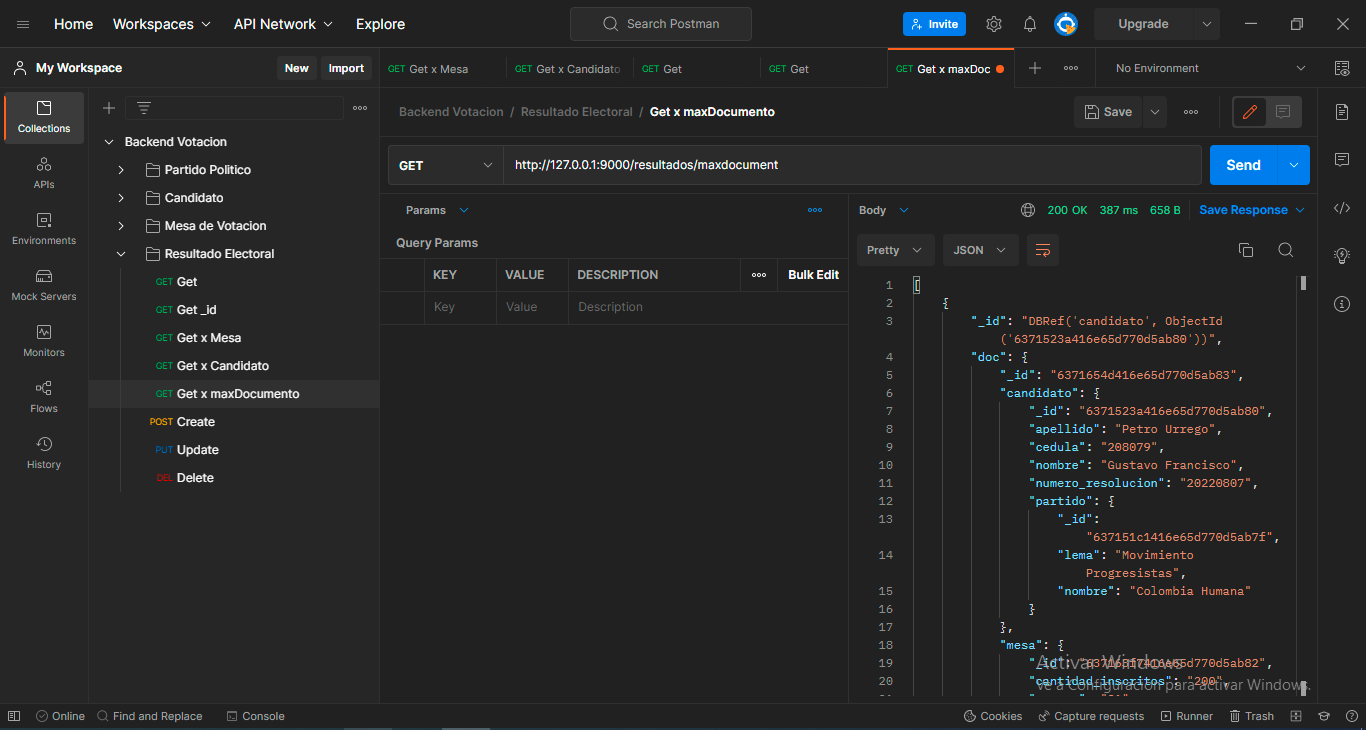 Home Workspaces API Network Explore Search Postman Invite Upgrade
My Workspace New Import GET Get x Mesa GET Get x Candidato GET Get GET Get GET Get x maxDoc No Environment
Collections
APIs
Environments
Mock Servers
Monitors
Flows
History
Backend Votacion
Partido Politico
Candidato
Mesa de Votacion
Resultado Electoral
GET Get
GET Get _id
GET Get x Mesa
GET Get x Candidato
GET Get x maxDocumento
POST Create
PUT Update
DEL Delete
Backend Votacion / Resultado Electoral / Get x maxDocumento Save
GET http://127.0.0.1:9000/resultados/maxdocument Send
Params
Query Params
KEY VALUE DESCRIPTION Bulk Edit
Key Value Description
Body 200 OK 387 ms 658 B Save Response
Pretty JSON
1 [
2 {
3 "_id": "DBRef('candidato', ObjectId
('6371523a416e65d770d5ab80'))",
4 "doc": {
5 "_id": "6371654d416e65d770d5ab83",
6 "candidato": {
7 "_id": "6371523a416e65d770d5ab80",
8 "apellido": "Petro Urrego",
9 "cedula": "208079",
10 "nombre": "Gustavo Francisco",
11 "numero_resolucion": "20220807",
12 "partido": {
13 "_id":
"637151c1416e65d770d5ab7f",
14 "lema": "Movimiento
Progresistas",
15 "nombre": "Colombia Humana"
16 }
17 },
18 "mesa": {
19 "_id":
20 "cantidad_inscritos": "200",
Activar Windows
Ve a Configuración para activar Windows.
Online Find and Replace Console Cookies Capture requests Runner Trash